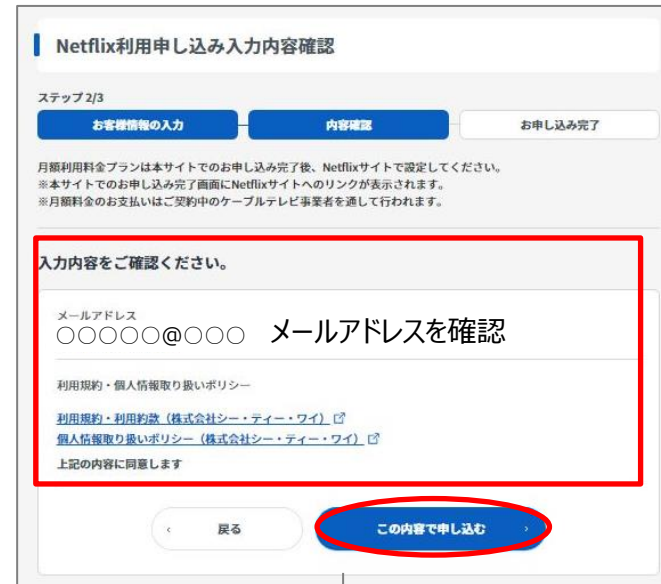 Netflix利用申し込み入力内容確認
ステップ 2/3
お客様情報の入力
内容確認
お申し込み完了
月額利用料金プランは本サイトでのお申し込み完了後、Netflixサイトで設定してください。
※本サイトでのお申し込み完了画面にNetflixサイトへのリンクが表示されます。
※月額料金のお支払いはご契約中のケーブルテレビ事業者を通して行われます。
入力内容をご確認ください。
メールアドレス
○○○○○@○○○ メールアドレスを確認
利用規約・個人情報取り扱いポリシー
利用規約・利用約款（株式会社シー・ティー・ワイ）
個人情報取り扱いポリシー（株式会社シー・ティー・ワイ）
上記の内容に同意します
戻る
この内容で申し込む